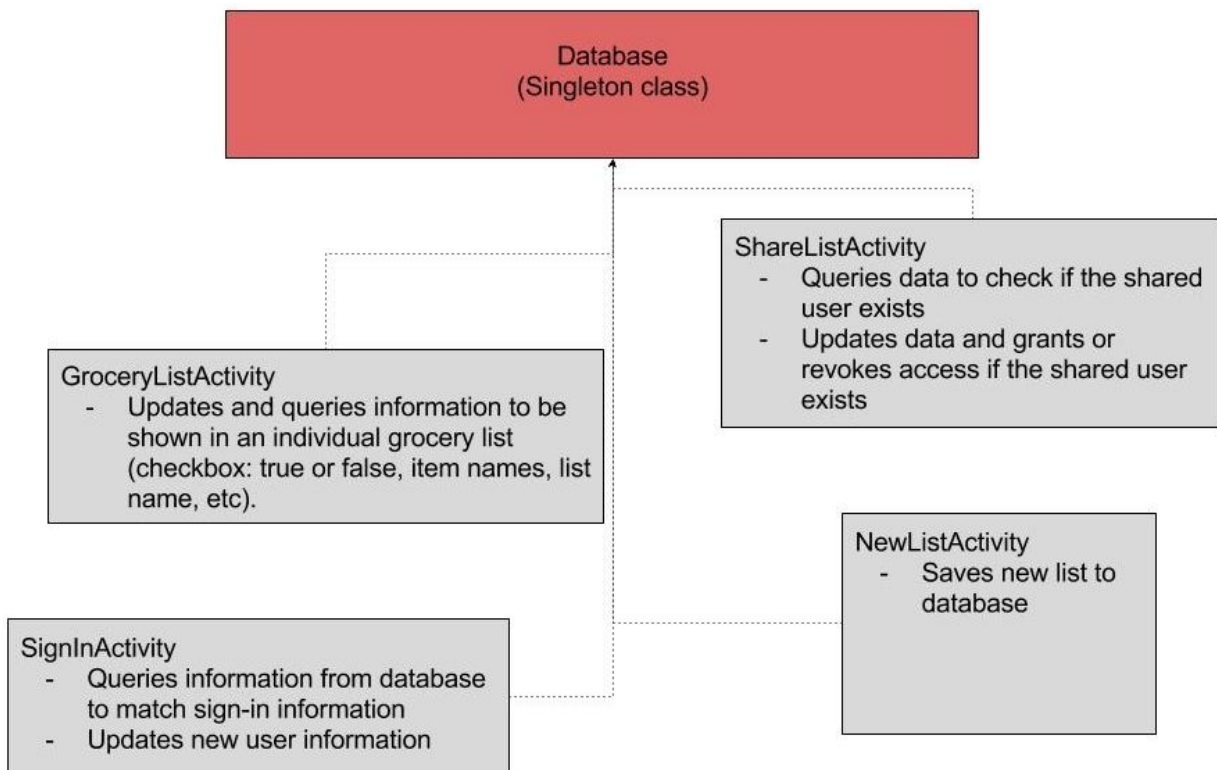 Database
(Singleton class)
ShareListActivity
- Queries data to check if the shared
user exists
- Updates data and grants or
revokes access if the shared user
exists
GroceryListActivity
- Updates and queries information to be
shown in an individual grocery list
(checkbox: true or false, item names, list
name, etc).
NewListActivity
- Saves new list to
database
SignInActivity
- Queries information from database
to match sign-in information
- Updates new user information